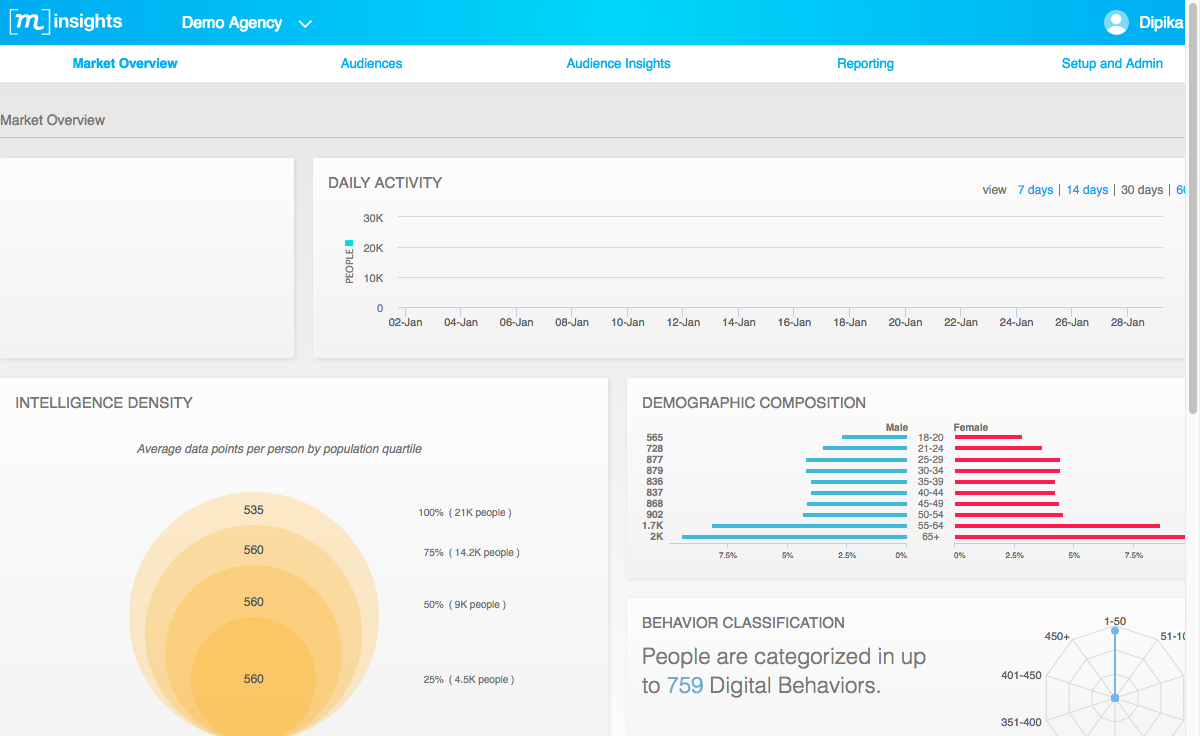 [m] insights
Demo Agency
Dipika
Market Overview
Audiences
Audience Insights
Reporting
Setup and Admin
Market Overview
DAILY ACTIVITY
view 7 days | 14 days | 30 days |
PEOPLE
30K
20K
10K
0
02-Jan 04-Jan 06-Jan 08-Jan 10-Jan 12-Jan 14-Jan 16-Jan 18-Jan 20-Jan 22-Jan 24-Jan 26-Jan 28-Jan
INTELLIGENCE DENSITY
Average data points per person by population quartile
535 100% ( 21K people )
560 75% ( 14.2K people )
560 50% ( 9K people )
560 25% ( 4.5K people )
DEMOGRAPHIC COMPOSITION
Male Female
565 18-20
728 21-24
877 25-29
879 30-34
836 35-39
837 40-44
868 45-49
902 50-54
1.7K 55-64
2K 65+
7.5% 5% 2.5% 0% 0% 2.5% 5% 7.5%
BEHAVIOR CLASSIFICATION
People are categorized in up
to 759 Digital Behaviors.
1-50
450+
401-450
351-400